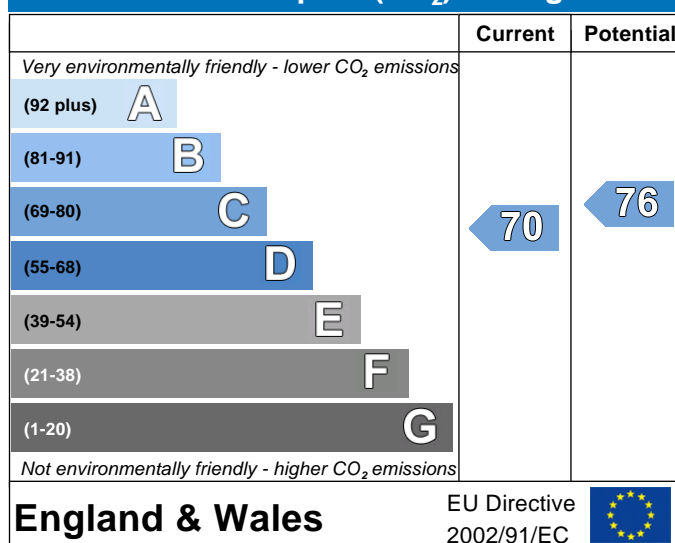 Current Potential
Very environmentally friendly - lower CO₂ emissions
(92 plus) A
(81-91) B
(69-80) C
(55-68) D
(39-54) E
(21-38) F
(1-20) G
70
76
Not environmentally friendly - higher CO₂ emissions
England & Wales
EU Directive
2002/91/EC